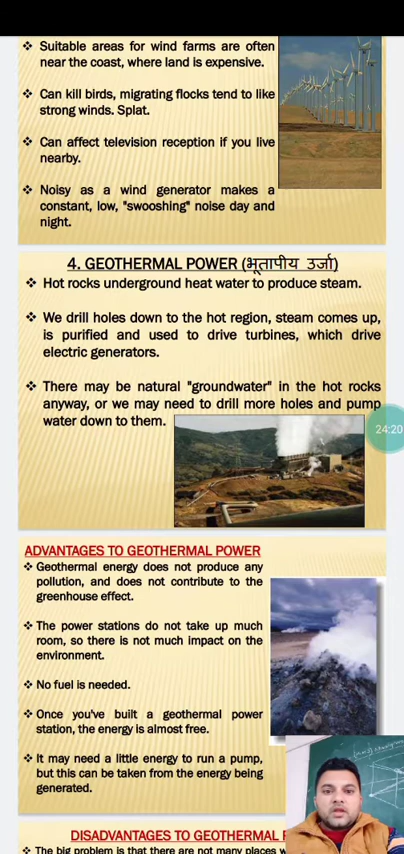 ❖ Suitable areas for wind farms are often
near the coast, where land is expensive.
❖ Can kill birds, migrating flocks tend to like
strong winds. Splat.
❖ Can affect television reception if you live
nearby.
❖ Noisy as a wind generator makes a
constant, low, "swooshing" noise day and
night.
4. GEOTHERMAL POWER (भूतापीय उर्जा)
❖ Hot rocks underground heat water to produce steam.
❖ We drill holes down to the hot region, steam comes up,
is purified and used to drive turbines, which drive
electric generators.
❖ There may be natural "groundwater" in the hot rocks
anyway, or we may need to drill more holes and pump
water down to them.
24:20
ADVANTAGES TO GEOTHERMAL POWER
❖ Geothermal energy does not produce any
pollution, and does not contribute to the
greenhouse effect.
❖ The power stations do not take up much
room, so there is not much impact on the
environment.
❖ No fuel is needed.
❖ Once you've built a geothermal power
station, the energy is almost free.
❖ It may need a little energy to run a pump,
but this can be taken from the energy being
generated.
DISADVANTAGES TO GEOTHERMAL
❖ The big problem is that there are not many places